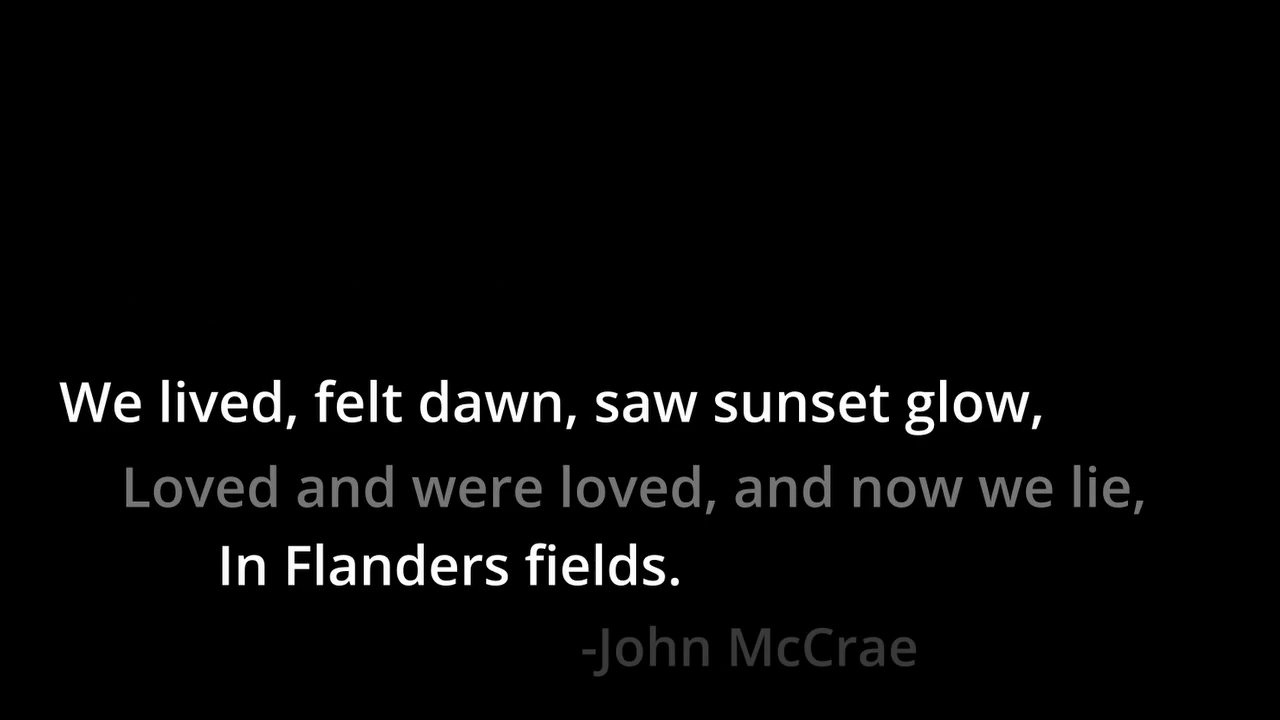 We lived, felt dawn, saw sunset glow,
Loved and were loved, and now we lie,
In Flanders fields.
-John McCrae